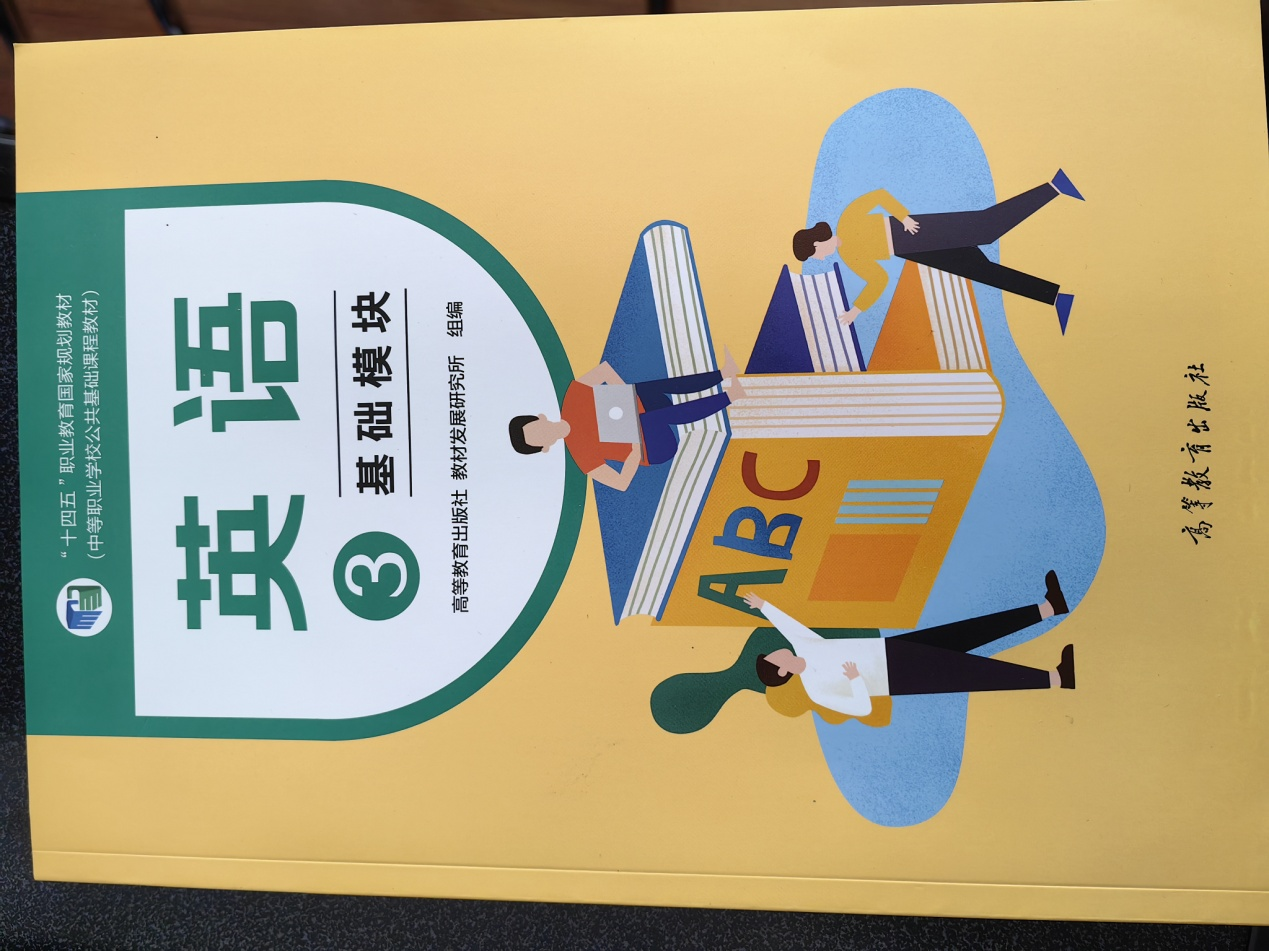 “十四五”职业教育国家规划教材
（中等职业学校公共基础课程教材）
英语
3 基础模块
高等教育出版社 教材发展研究所 组编
ABC
高等教育出版社